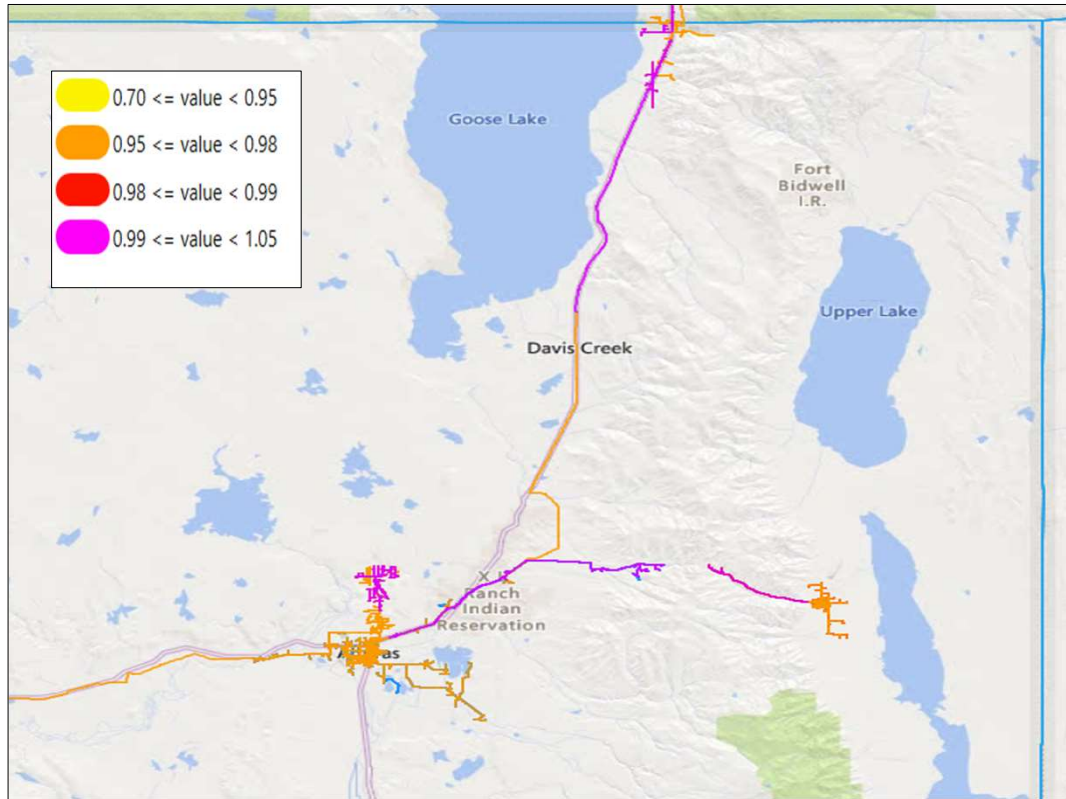 0.70 <= value < 0.95
0.95 <= value < 0.98
0.98 <= value < 0.99
0.99 <= value < 1.05
Goose Lake
Fort
Bidwell
I.R.
Upper Lake
Davis Creek
Ranch
Indian
Reservation